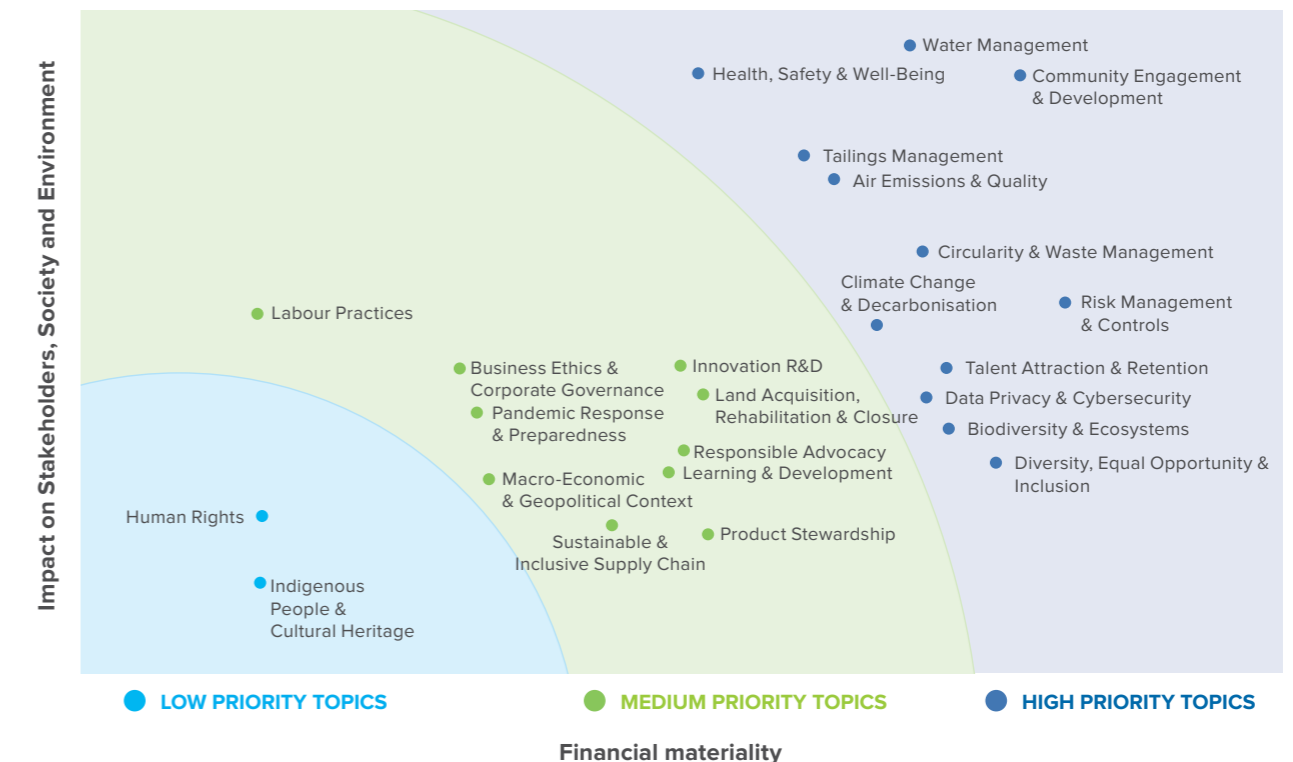 Impact on Stakeholders, Society and Environment
Water Management
Health, Safety & Well-Being
Community Engagement
& Development
Tailings Management
Air Emissions & Quality
Circularity & Waste Management
Climate Change
& Decarbonisation
Risk Management
& Controls
Labour Practices
Business Ethics &
Corporate Governance
Innovation R&D
Talent Attraction & Retention
Land Acquisition,
Rehabilitation & Closure
Data Privacy & Cybersecurity
Pandemic Response
& Preparedness
Biodiversity & Ecosystems
Responsible Advocacy
Learning & Development
Diversity, Equal Opportunity &
Inclusion
Macro-Economic
& Geopolitical Context
Human Rights
Sustainable &
Inclusive Supply Chain
Product Stewardship
Indigenous
People &
Cultural Heritage
LOW PRIORITY TOPICS
MEDIUM PRIORITY TOPICS
HIGH PRIORITY TOPICS
Financial materiality